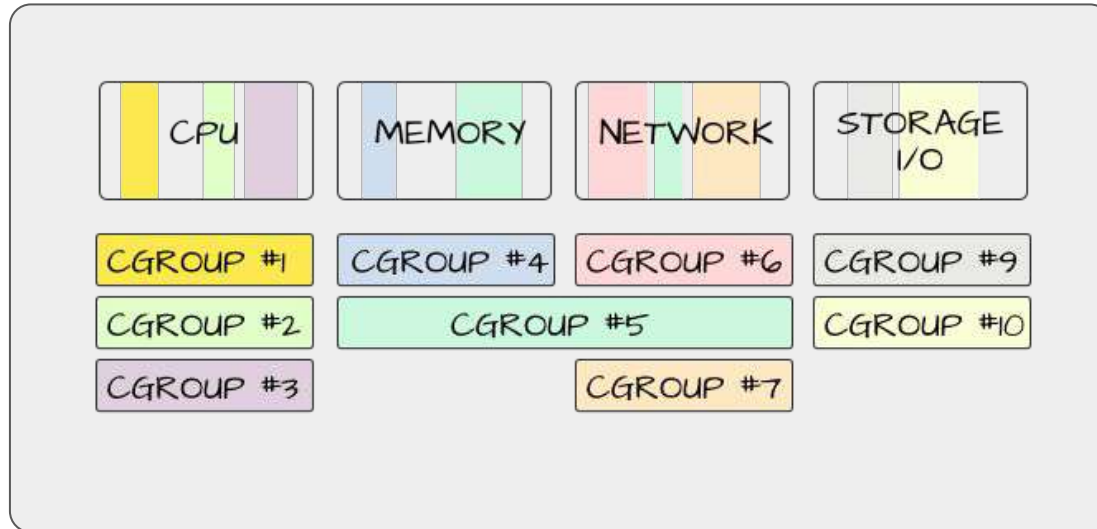 CPU
MEMORY
NETWORK
STORAGE
I/O
CGROUP #1
CGROUP #4
CGROUP #6
CGROUP #9
CGROUP #2
CGROUP #5
CGROUP #10
CGROUP #3
CGROUP #7